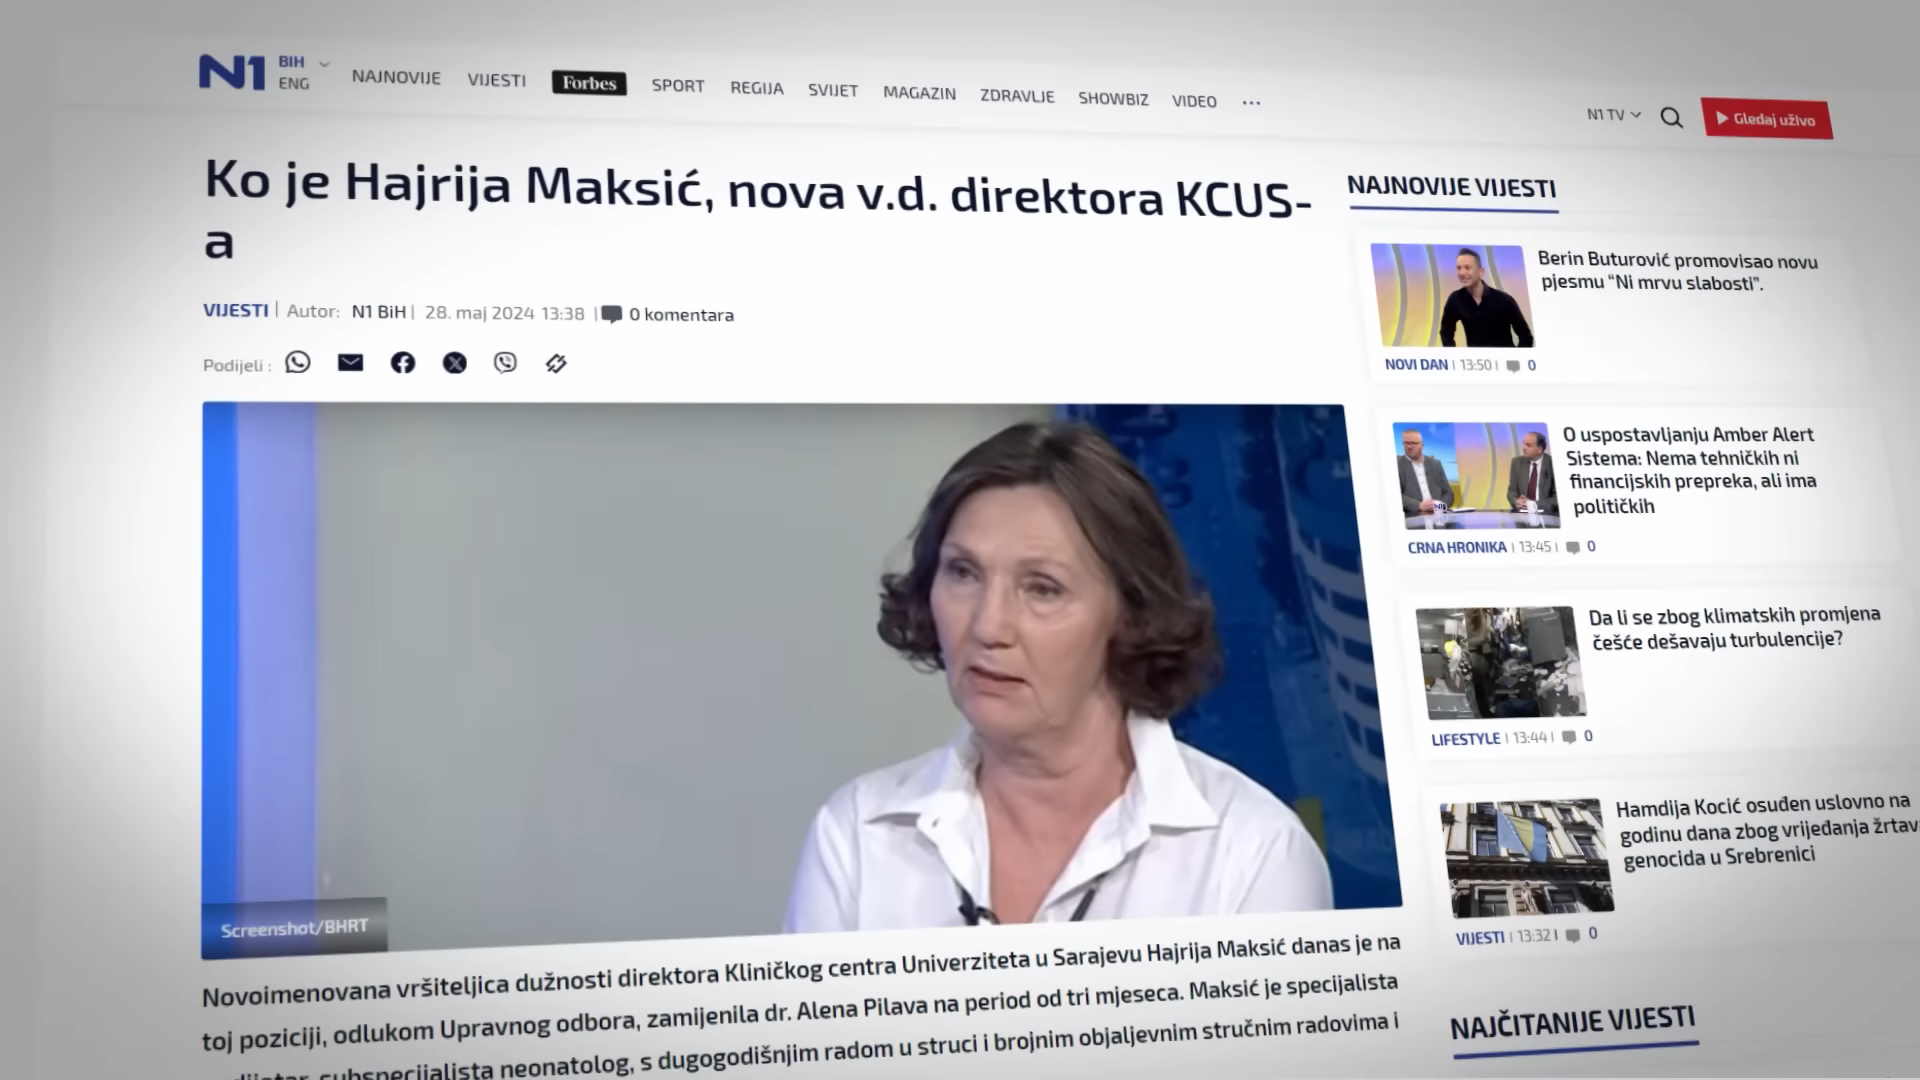 N1
BIH
ENG
NAJNOVIJE VIJESTI Forbes SPORT REGIJA SVIJET MAGAZIN ZDRAVLJE SHOWBIZ VIDEO ...
N1 TV
Gledaj uživo
Ko je Hajrija Maksić, nova v.d. direktora KCUS-
a
VIJESTI | Autor: N1 BiH | 28. maj 2024 13:38 | 0 komentara
Podijeli :
Screenshot/BHRT
Novoimenovana vršiteljica dužnosti direktora Kliničkog centra Univerziteta u Sarajevu Hajrija Maksić danas je na
toj poziciji, odlukom Upravnog odbora, zamijenila dr. Alena Pilava na period od tri mjeseca. Maksić je specijalista
subspecijalista neonatolog, s dugogodišnjim radom u struci i brojnim objaljevnim stručnim radovima i
NAJNOVIJE VIJESTI
Berin Buturović promovisao novu
pjesmu “Ni mrvu slabosti”.
NOVI DAN | 13:50 | 0
O uspostavljanju Amber Alert
Sistema: Nema tehničkih ni
financijskih prepreka, ali ima
političkih
CRNA HRONIKA | 13:45 | 0
Da li se zbog klimatskih promjena
češće dešavaju turbulencije?
LIFESTYLE | 13:44 | 0
Hamdija Kocić osuđen uslovno na
godinu dana zbog vrijeđanja žrtav
genocida u Srebrenici
VIJESTI | 13:32 | 0
NAJČITANIJE VIJESTI